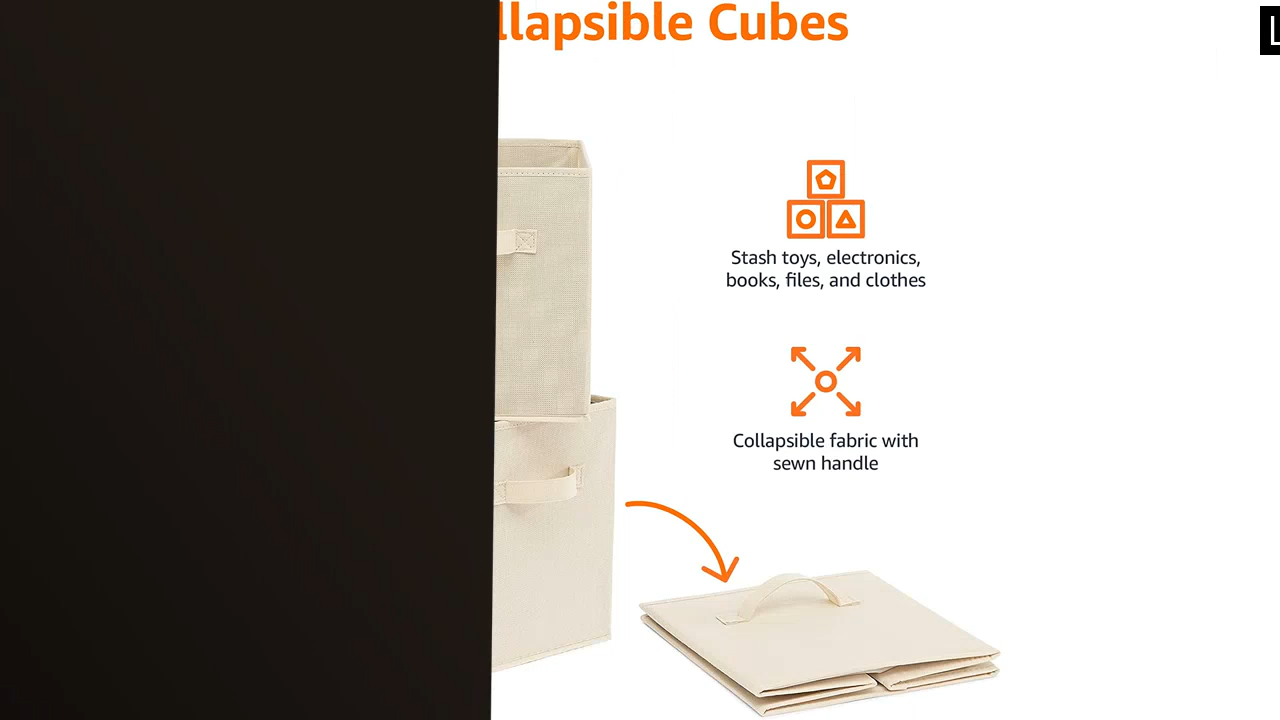 llapsible Cubes
Stash toys, electronics,
books, files, and clothes
Collapsible fabric with
sewn handle